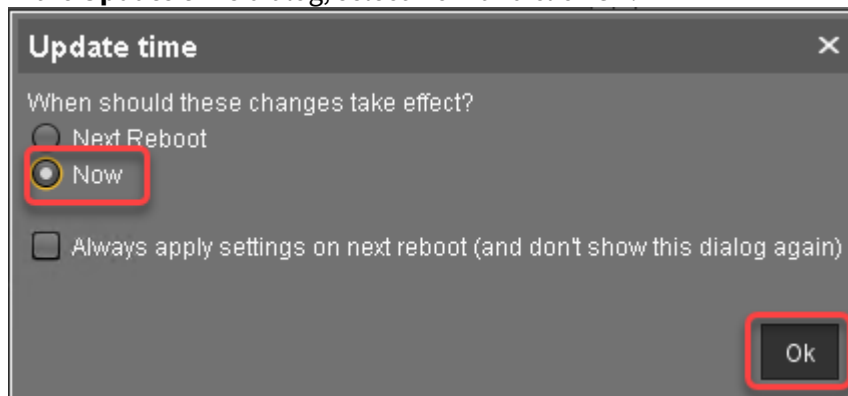 Update time
When should these changes take effect?
Next Reboot
Now
Always apply settings on next reboot (and don't show this dialog again)
Ok